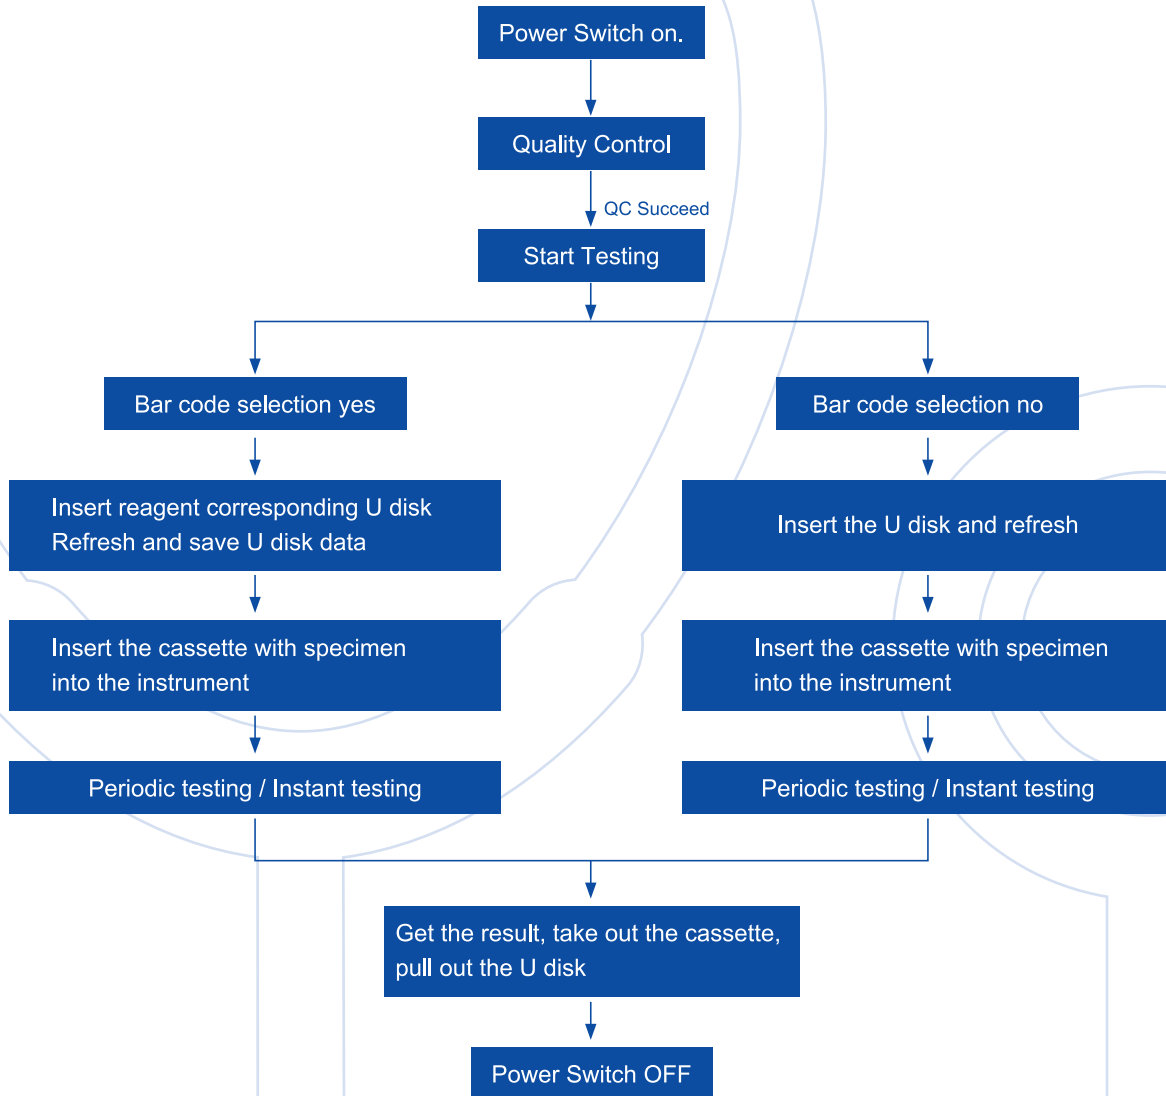 Power Switch on.
Quality Control
QC Succeed
Start Testing
Bar code selection yes
Insert reagent corresponding U disk
Refresh and save U disk data
Insert the cassette with specimen
into the instrument
Periodic testing / Instant testing
Bar code selection no
Insert the U disk and refresh
Insert the cassette with specimen
into the instrument
Periodic testing / Instant testing
Get the result, take out the cassette,
pull out the U disk
Power Switch OFF